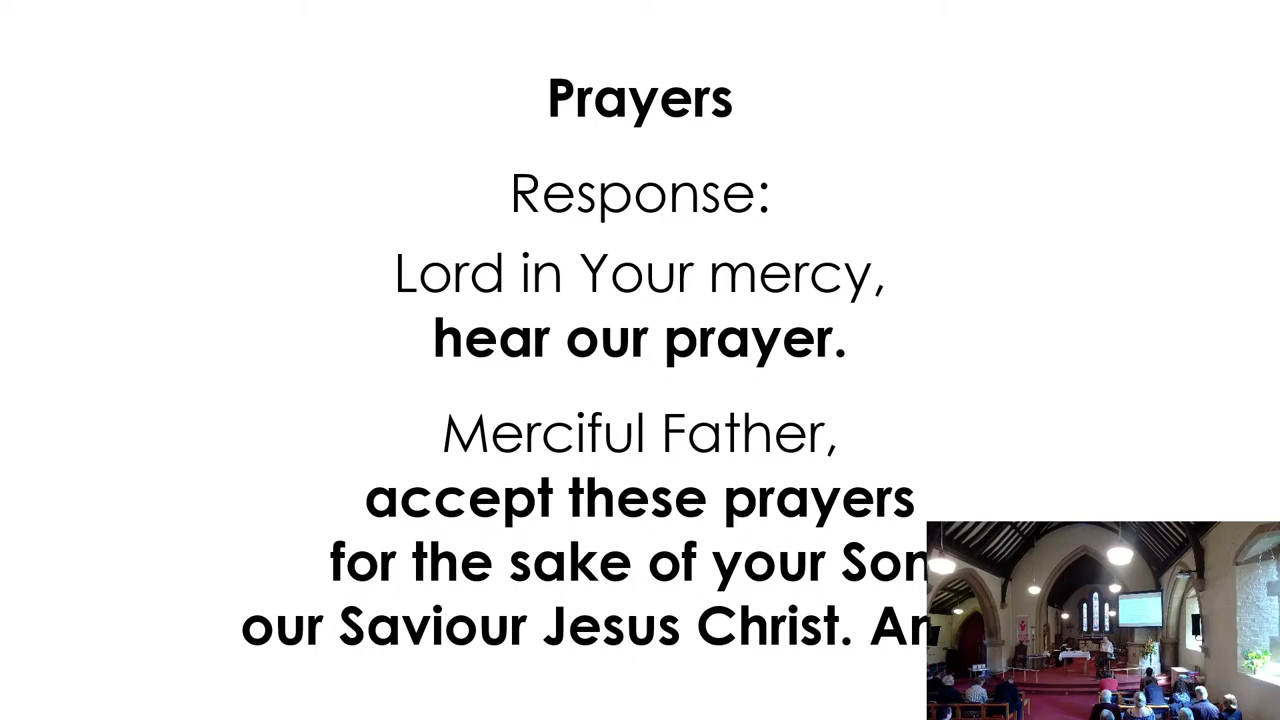 Prayers
Response:
Lord in Your mercy,
hear our prayer.
Merciful Father,
accept these prayers
for the sake of your Son
our Saviour Jesus Christ.